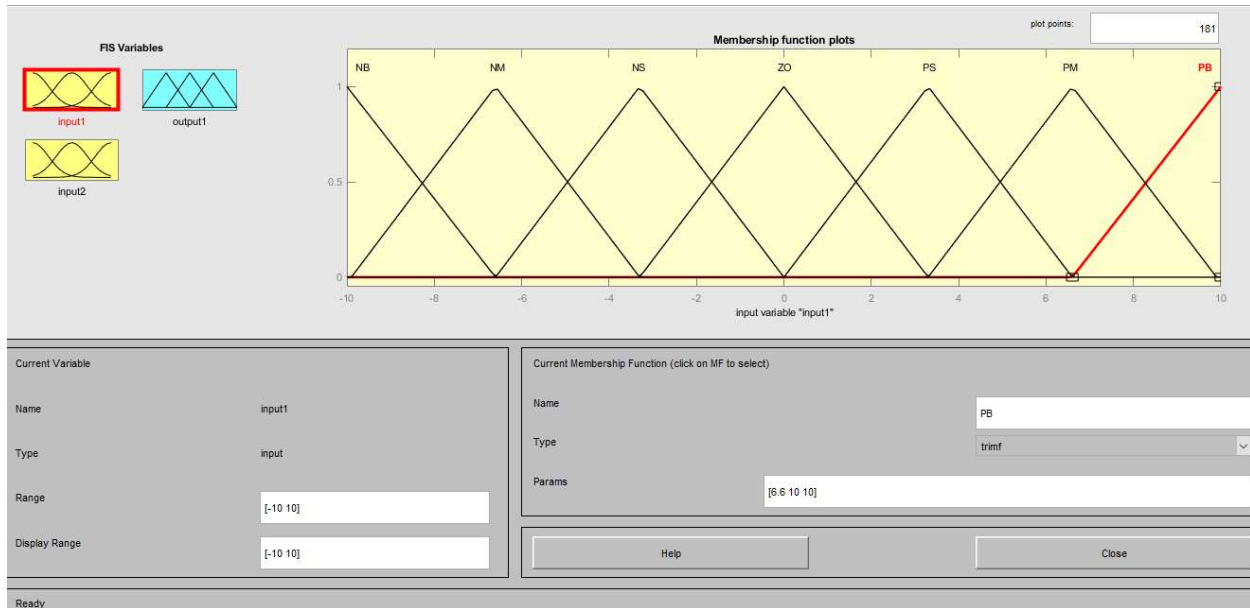 plot points: 181
FIS Variables
Membership function plots
NB NM NS ZO PS PM PB
1
0.5
0
input1 output1
input2
-10 -8 -6 -4 -2 0 2 4 6 8 10
input variable "input1"
Current Variable
Name input1
Type input
Range [-10 10]
Display Range [-10 10]
Current Membership Function (click on MF to select)
Name PB
Type trimf
Params [6.6 10 10]
Help Close
Ready